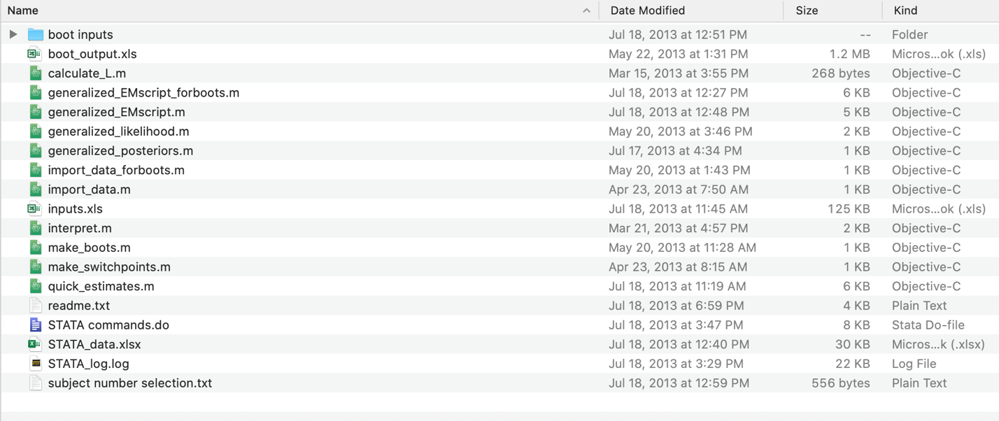 Name Date Modified Size Kind
boot inputs Jul 18, 2013 at 12:51 PM -- Folder
boot_output.xls May 22, 2013 at 1:31 PM 1.2 MB Micros...ok (.xls)
calculate_L.m Mar 15, 2013 at 3:55 PM 268 bytes Objective-C
generalized_EMscript_forboots.m Jul 18, 2013 at 12:27 PM 6 KB Objective-C
generalized_EMscript.m Jul 18, 2013 at 12:48 PM 5 KB Objective-C
generalized_likelihood.m May 20, 2013 at 3:46 PM 2 KB Objective-C
generalized_posteriors.m Jul 17, 2013 at 4:34 PM 1 KB Objective-C
import_data_forboots.m May 20, 2013 at 1:43 PM 1 KB Objective-C
import_data.m Apr 23, 2013 at 7:50 AM 1 KB Objective-C
inputs.xls Jul 18, 2013 at 11:45 AM 125 KB Micros...ok (.xls)
interpret.m Mar 21, 2013 at 4:57 PM 2 KB Objective-C
make_boots.m May 20, 2013 at 11:28 AM 1 KB Objective-C
make_switchpoints.m Apr 23, 2013 at 8:15 AM 1 KB Objective-C
quick_estimates.m Jul 18, 2013 at 11:19 AM 6 KB Objective-C
readme.txt Jul 18, 2013 at 6:59 PM 4 KB Plain Text
STATA commands.do Jul 18, 2013 at 3:47 PM 8 KB Stata Do-file
STATA_data.xlsx Jul 18, 2013 at 12:40 PM 30 KB Micros...k (.xlsx)
STATA_log.log Jul 18, 2013 at 3:29 PM 22 KB Log File
subject number selection.txt Jul 18, 2013 at 12:59 PM 556 bytes Plain Text